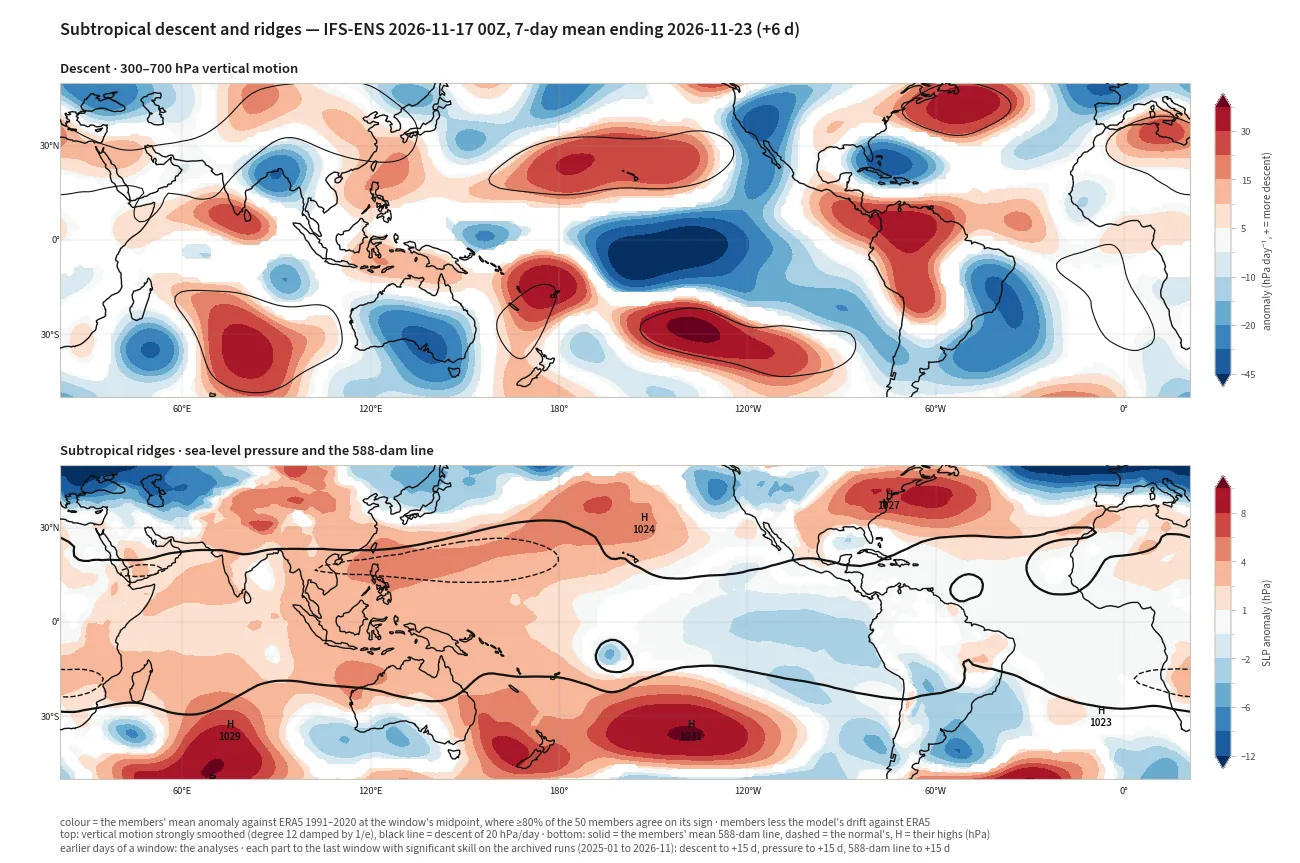 Subtropical descent and ridges — IFS-ENS 2026-11-17 00Z, 7-day mean ending 2026-11-23 (+6 d)
Descent · 300–700 hPa vertical motion
30°N
0°
30°S
60°E
120°E
180°
120°W
60°W
0°
30
15
5
−10
−20
−45
anomaly (hPa day⁻¹, + = more descent)
Subtropical ridges · sea-level pressure and the 588-dam line
30°N
0°
30°S
H
1027
H
1024
H
1029
H
1031
H
1023
60°E
120°E
180°
120°W
60°W
0°
8
4
1
−2
−6
−12
SLP anomaly (hPa)
colour = the members' mean anomaly against ERA5 1991–2020 at the window's midpoint, where ≥80% of the 50 members agree on its sign · members less the model's drift against ERA5
top: vertical motion strongly smoothed (degree 12 damped by 1/e), black line = descent of 20 hPa/day · bottom: solid = the members' mean 588-dam line, dashed = the normal's, H = their highs (hPa)
earlier days of a window: the analyses · each part to the last window with significant skill on the archived runs (2025-01 to 2026-11): descent to +15 d, pressure to +15 d, 588-dam line to +15 d